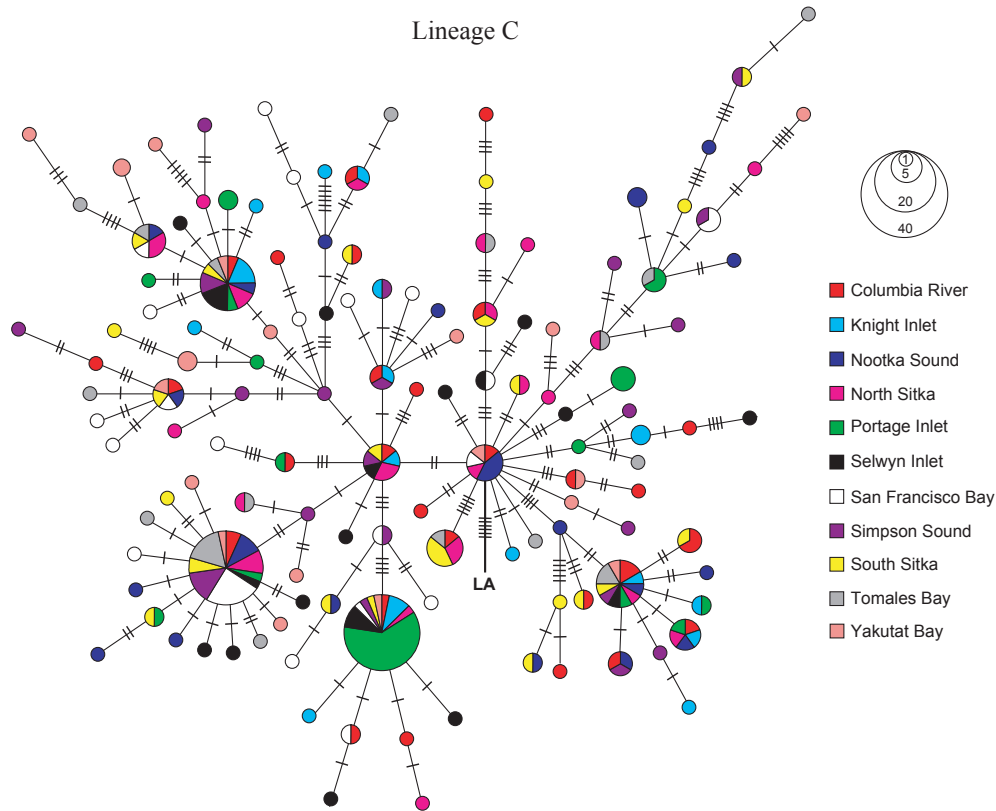 Lineage C
1
5
20
40
Columbia River
Knight Inlet
Nootka Sound
North Sitka
Portage Inlet
Selwyn Inlet
San Francisco Bay
Simpson Sound
South Sitka
Tomales Bay
Yakutat Bay
LA